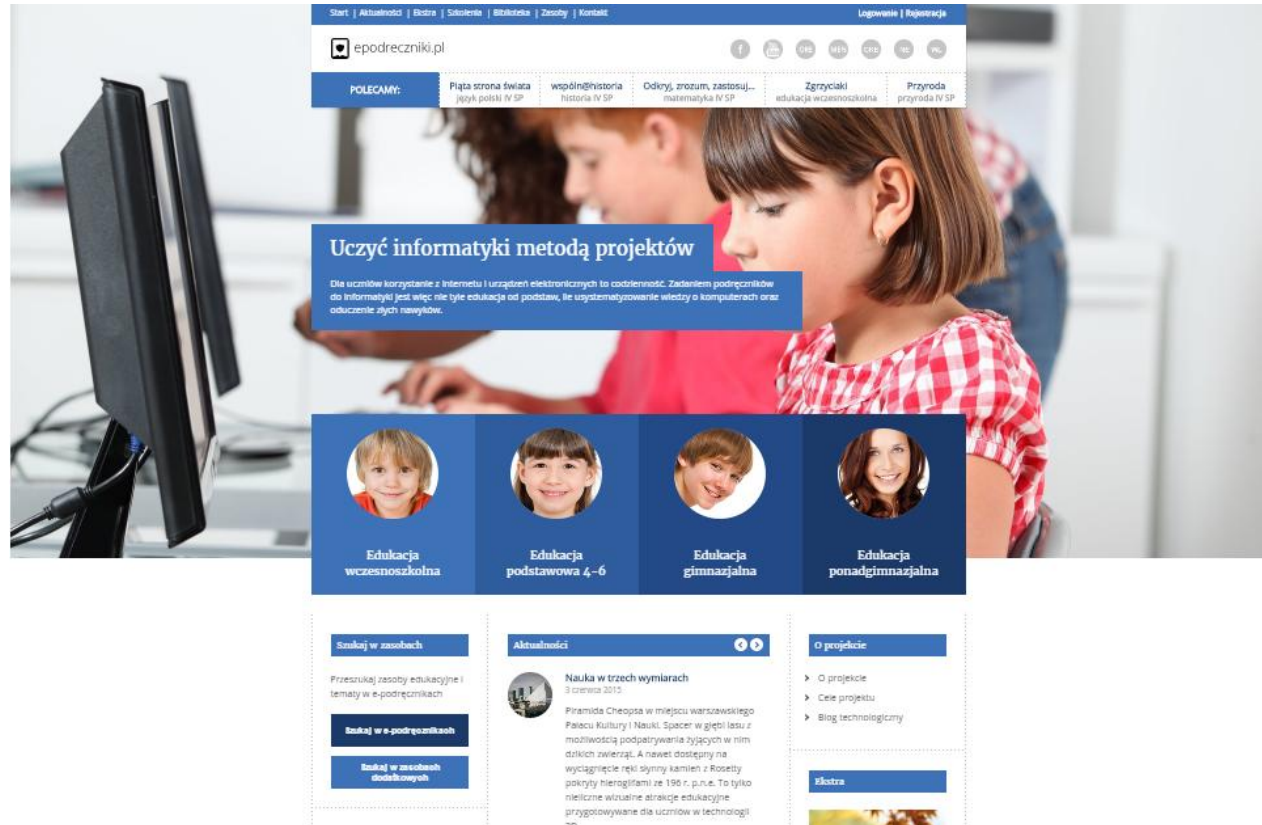 Start | Aktualności | Ekstra | Szkolenia | Biblioteka | Zasoby | Kontakt
Logowanie | Rejestracja
epodreczniki.pl
f You Tube ORE MEN CKE WŁ
POLECAMY:
Piąta strona świata
język polski IV SP
wspóln@historia
historia IV SP
Odkryj, zrozum, zastosuj...
matematyka IV SP
Zgrzyciaki
edukacja wczesnoszkolna
Przyroda
przyroda IV SP
Uczyć informatyki metodą projektów
Dla uczniów korzystanie z Internetu i urządzeń elektronicznych to codzienność. Zadaniem podręczników
do informatyki jest więc nie tyle edukacja od podstaw, ile usystematyzowanie wiedzy o komputerach oraz
oduczenie złych nawyków.
Edukacja
wczesnoszkolna
Edukacja
podstawowa 4-6
Edukacja
gimnazjalna
Edukacja
ponadgimnazjalna
Szukaj w zasobach
Przeszukaj zasoby edukacyjne i
tematy w e-podręcznikach
Szukaj w e-podręcznikach
Szukaj w zasobach
dodatkowych
Aktualności
Nauka w trzech wymiarach
3 czerwca 2015
Piramida Cheopsa w miejscu warszawskiego
Pałacu Kultury i Nauki. Spacer w głębi lasu z
możliwością podpatrywania żyjących w nim
dzikich zwierząt. A nawet dostępny na
wyciągnięcie ręki słynny kamień z Rosetty
pokryty hieroglifami ze 196 r. p.n.e. To tylko
nieliczne wizualne atrakcje edukacyjne
przygotowywane dla uczniów w technologii
O projekcie
O projekcie
Cele projektu
Blog technologiczny
Ekstra